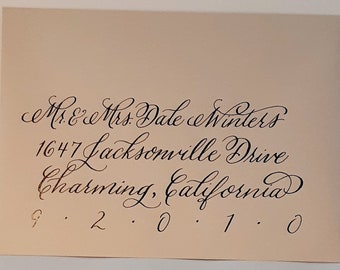 Mr. & Mrs. Dale Winters
1647 Jacksonville Drive
Charming, California
9 · 2 · 0 · 1 · 0